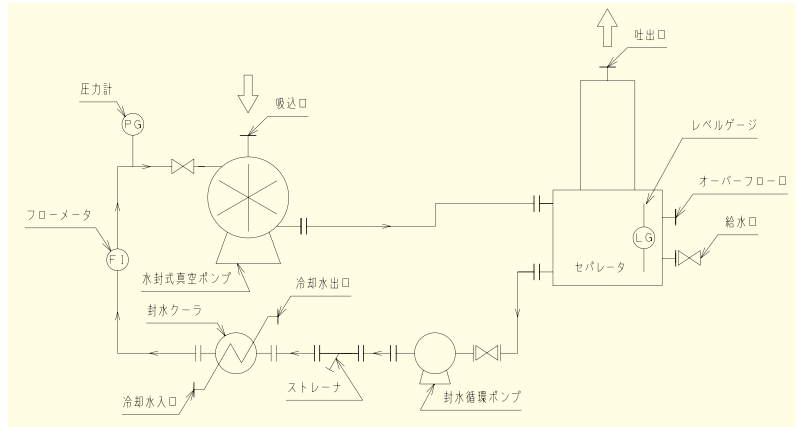 吐出口
圧力計
吸込口
PG
レベルゲージ
オーバーフロー口
フローメータ
給水口
LG
FI
セパレータ
水封式真空ポンプ
冷却水出口
封水クーラ
ストレーナ
封水循環ポンプ
冷却水入口